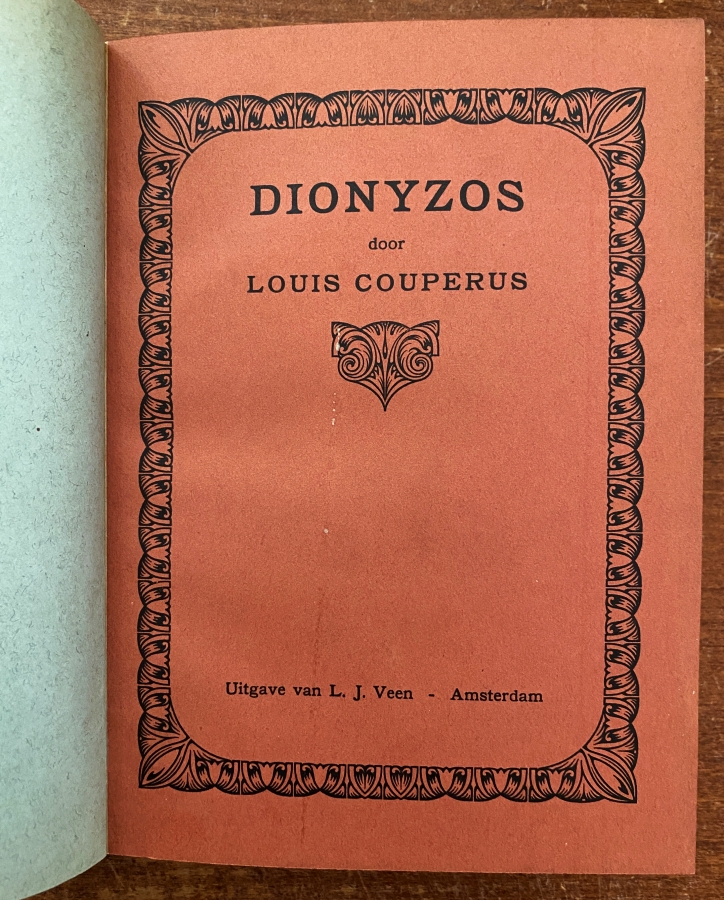 DIONYZOS
door
LOUIS COUPERUS
Uitgave van L. J. Veen - Amsterdam